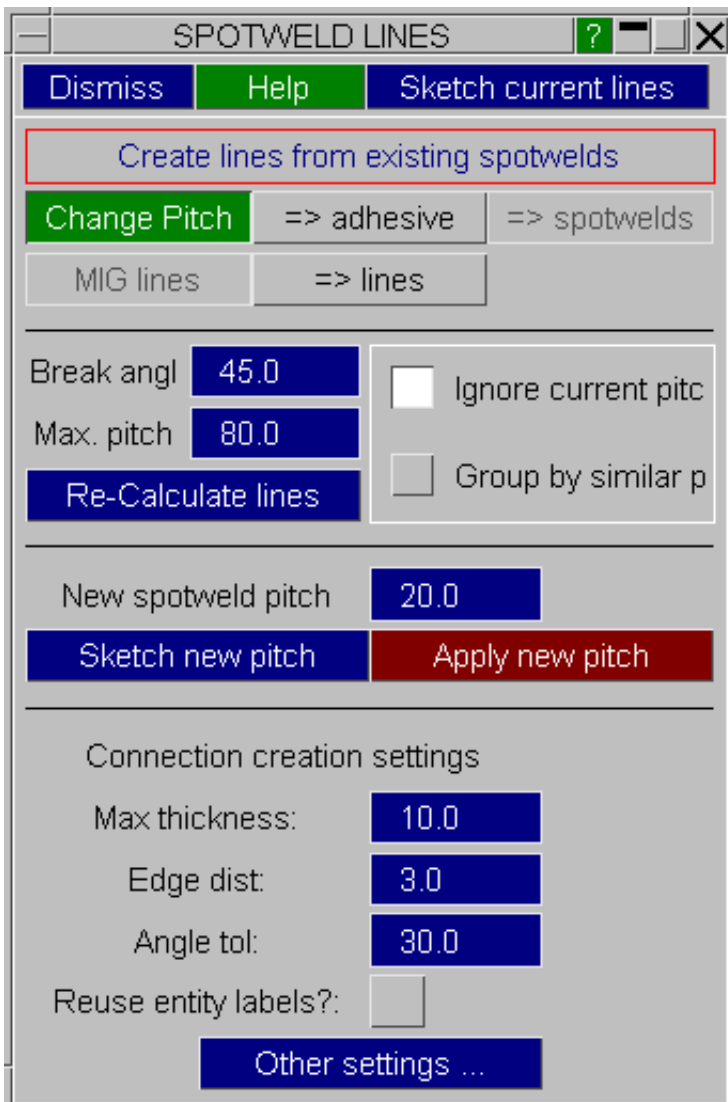 SPOTWELD LINES ?
Dismiss Help Sketch current lines
Create lines from existing spotwelds
Change Pitch => adhesive => spotwelds
MIG lines => lines
Break angl 45.0
Max. pitch 80.0
Re-Calculate lines
Ignore current pitc
Group by similar p
New spotweld pitch 20.0
Sketch new pitch Apply new pitch
Connection creation settings
Max thickness: 10.0
Edge dist: 3.0
Angle tol: 30.0
Reuse entity labels?:
Other settings ...